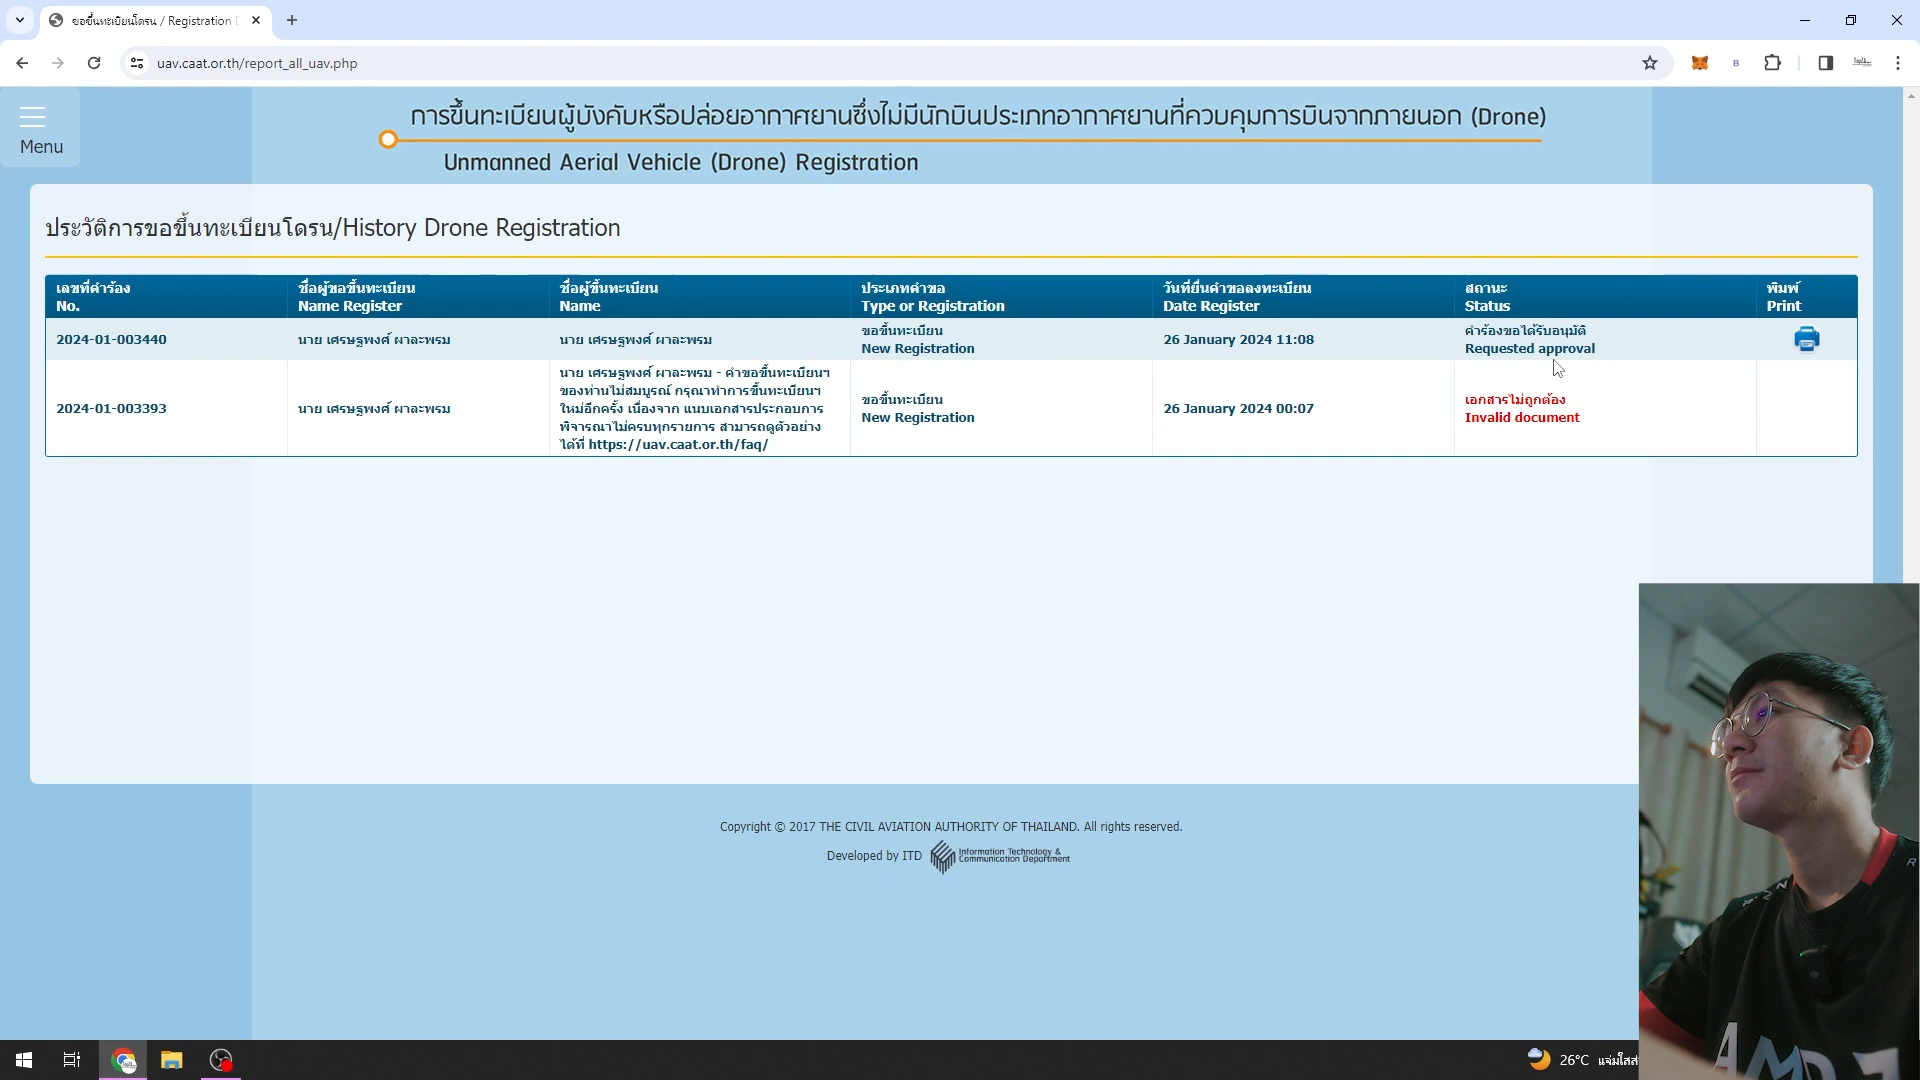 ขอขึ้นทะเบียนโดรน / Registration
uav.caat.or.th/report_all_uav.php
Menu
การขึ้นทะเบียนผู้บังคับหรือปล่อยอากาศยานซึ่งไม่มีนักบินประเภทอากาศยานที่ควบคุมการบินจากภายนอก (Drone)
Unmanned Aerial Vehicle (Drone) Registration
ประวัติการขอขึ้นทะเบียนโดรน/History Drone Registration
เลขที่คำร้อง ชื่อผู้ขอขึ้นทะเบียน ชื่อผู้ขึ้นทะเบียน ประเภทคำขอ วันที่ยื่นคำขอลงทะเบียน สถานะ พิมพ์
No. Name Register Name Type or Registration Date Register Status Print
2024-01-003440 นาย เศรษฐพงศ์ ผาละพรม นาย เศรษฐพงศ์ ผาละพรม ขอขึ้นทะเบียน 26 January 2024 11:08 คำร้องขอได้รับอนุมัติ
New Registration Requested approval
นาย เศรษฐพงศ์ ผาละพรม - คำขอขึ้นทะเบียนฯ
ของท่านไม่สมบูรณ์ กรุณาทำการขึ้นทะเบียนฯ
2024-01-003393 นาย เศรษฐพงศ์ ผาละพรม ใหม่อีกครั้ง เนื่องจาก แนบเอกสารประกอบการ ขอขึ้นทะเบียน 26 January 2024 00:07 เอกสารไม่ถูกต้อง
พิจารณาไม่ครบทุกรายการ สามารถดูตัวอย่าง New Registration Invalid document
ได้ที่ https://uav.caat.or.th/faq/
Copyright © 2017 THE CIVIL AVIATION AUTHORITY OF THAILAND. All rights reserved.
Developed by ITD Information Technology &
Communication Department
26°C